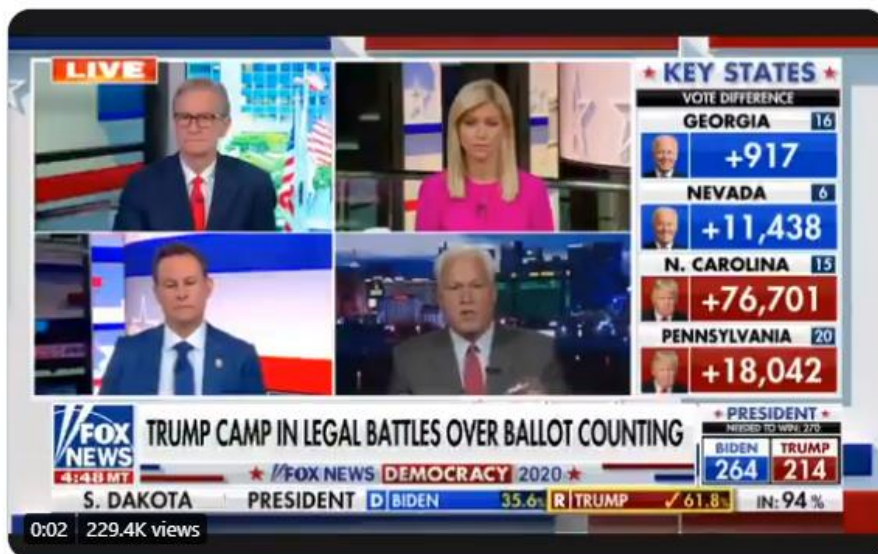 LIVE
★ KEY STATES ★
VOTE DIFFERENCE
GEORGIA 16
+917
NEVADA 6
+11,438
N. CAROLINA 15
+76,701
PENNSYLVANIA 20
+18,042
FOX NEWS
4:48 MT
TRUMP CAMP IN LEGAL BATTLES OVER BALLOT COUNTING
★ FOX NEWS DEMOCRACY 2020 ★
★ PRESIDENT ★
NEEDED TO WIN: 270
BIDEN TRUMP
264 214
S. DAKOTA PRESIDENT D BIDEN 35.6% R TRUMP ✓ 61.8% IN: 94%
0:02 229.4K views